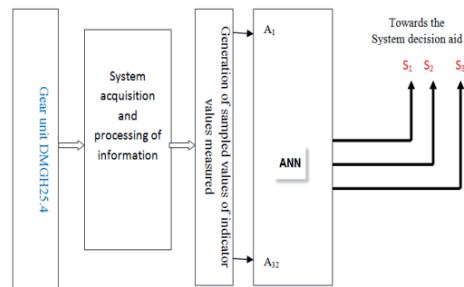 Gear unit DMGH25.4
System
acquisition
and
processing of
information
Generation of sampled values of indicator
values measured
A1
A32
ANN
Towards the
System decision aid
S1 S2 S3